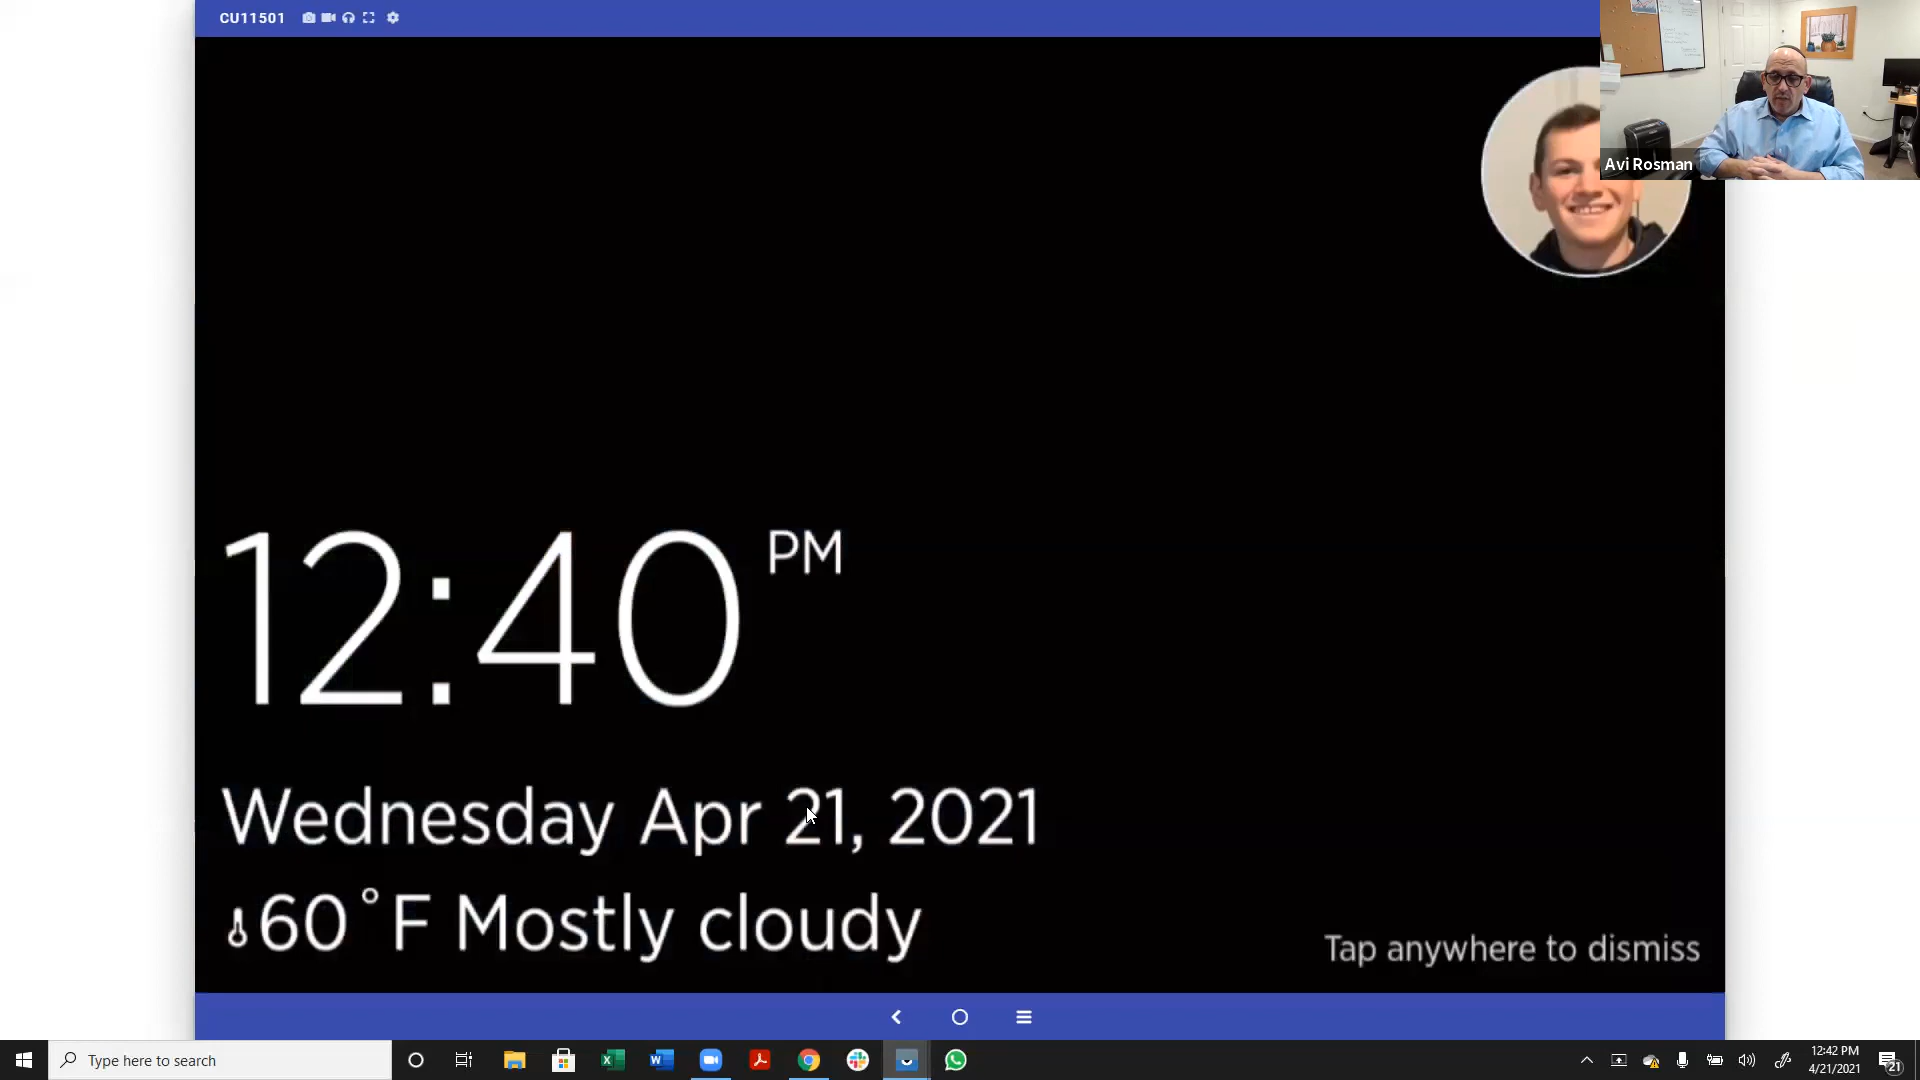 CU11501
Avi Rosman
12:40 PM
Wednesday Apr 21, 2021
60°F Mostly cloudy
Tap anywhere to dismiss
Type here to search
12:42 PM
4/21/2021
21